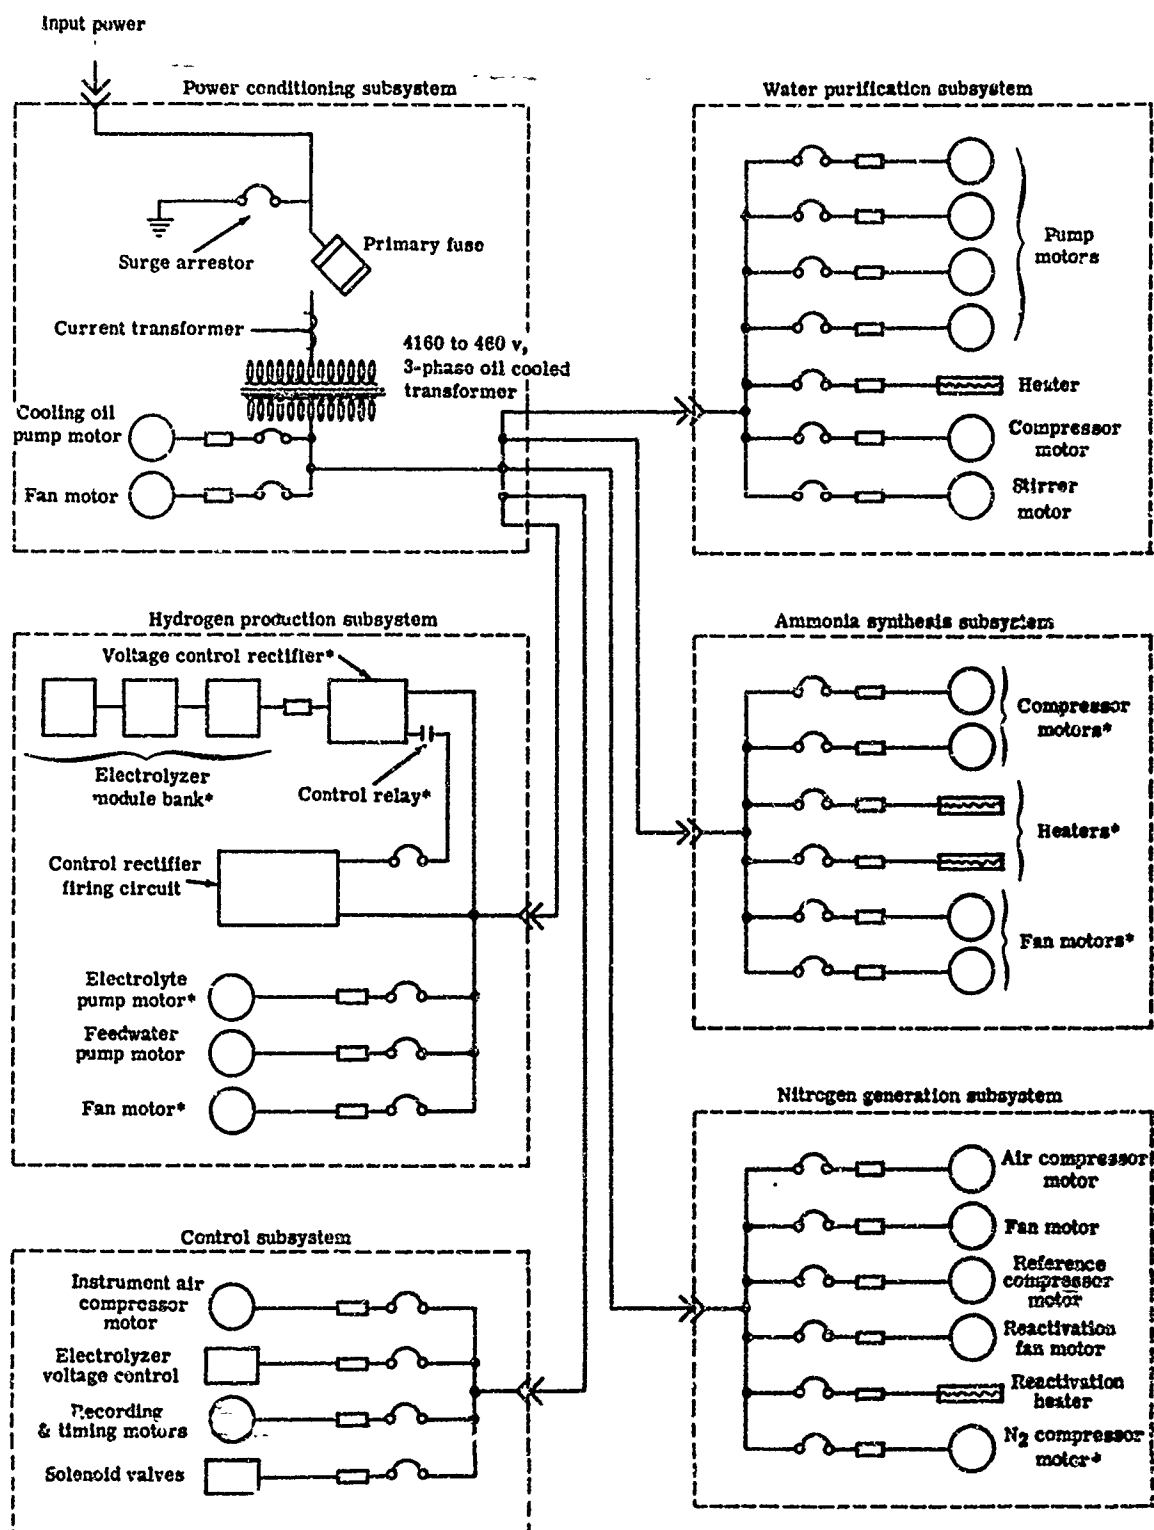 Input power
Power conditioning subsystem
Surge arrestor
Primary fuse
Current transformer
4160 to 460 v,
3-phase oil cooled
transformer
Cooling oil
pump motor
Fan motor
Water purification subsystem
Pump
motors
Heater
Compressor
motor
Stirrer
motor
Hydrogen production subsystem
Voltage control rectifier*
Electrolyzer
module bank*
Control relay*
Control rectifier
firing circuit
Electrolyte
pump motor*
Feedwater
pump motor
Fan motor*
Ammonia synthesis subsystem
Compressor
motors*
Heaters*
Fan motors*
Nitrogen generation subsystem
Air compressor
motor
Fan motor
Reference
compressor
motor
Reactivation
fan motor
Reactivation
heater
N2 compressor
motor*
Control subsystem
Instrument air
compressor
motor
Electrolyzer
voltage control
Recording
& timing motors
Solenoid valves